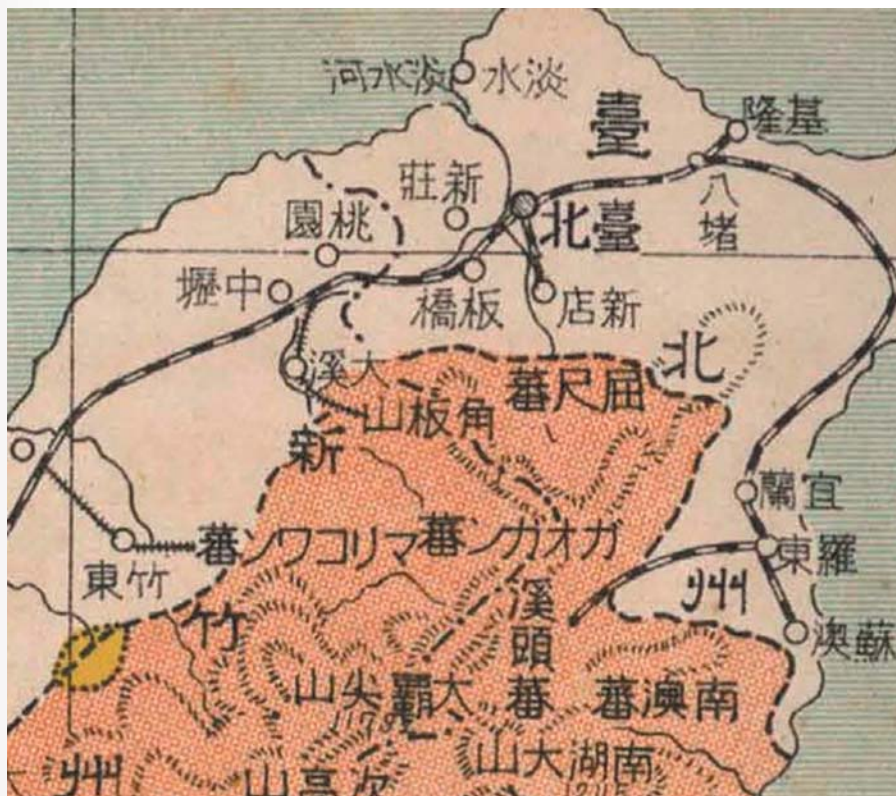 淡水河
淡水
臺
基隆
八堵
新莊
臺北
桃園
中壢
板橋
新店
北
大溪
角板山
屈尺蕃
新
宜蘭
ガオガン蕃
マリコワン蕃
羅東
竹東
州
竹
溪頭蕃
蘇澳
大霸尖山
南澳蕃
南湖大山
州
次高山